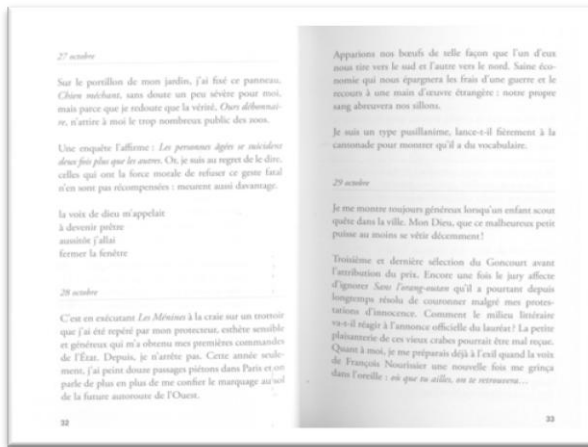 27 octobre
Sur le portillon de mon jardin, j'ai fixé ce panneau,
Chien méchant, sans doute un peu sévère pour moi,
mais parce que je redoute que la vérité, Ours débonnai-
re, n'attire à moi le trop nombreux public des zoos.
Une enquête l'affirme : Les personnes âgées se suicident
deux fois plus que les autres. Or, je suis au regret de le dire,
celles qui ont la force morale de refuser ce geste fatal
n'en sont pas récompensées : meurent aussi davantage.
la voix de dieu m'appelait
à devenir prêtre
aussitôt j'allai
fermer la fenêtre
28 octobre
C'est en exécutant Les Ménines à la craie sur un trottoir
que j'ai été repéré par mon protecteur, esthète sensible
et généreux qui m'a obtenu mes premières commandes
de l'État. Depuis, je n'arrête pas. Cette année seule-
ment, j'ai peint douze passages piétons dans Paris et on
parle de plus en plus de me confier le marquage au sol
de la future autoroute de l'Ouest.
32
Apparions nos bœufs de telle façon que l'un d'eux
nous tire vers le sud et l'autre vers le nord. Saine éco-
nomie qui nous épargnera les frais d'une guerre et le
recours à une main d'œuvre étrangère : notre propre
sang abreuvera nos sillons.
Je suis un type pusillanime, lance-t-il fièrement à la
cantonade pour montrer qu'il a du vocabulaire.
29 octobre
Je me montre toujours généreux lorsqu'un enfant scout
quête dans la ville. Mon Dieu, que ce malheureux petit
puisse au moins se vêtir décemment !
Troisième et dernière sélection du Goncourt avant
l'attribution du prix. Encore une fois le jury affecte
d'ignorer Sans l'orang-outan qu'il a pourtant depuis
longtemps résolu de couronner malgré mes protes-
tations d'innocence. Comment le milieu littéraire
va-t-il réagir à l'annonce officielle du lauréat ? La petite
plaisanterie de ces vieux crabes pourrait être mal reçue.
Quant à moi, je me préparais déjà à l'exil quand la voix
de François Nourissier une nouvelle fois me grinça
dans l'oreille : où que tu ailles, on te retrouvera…
33